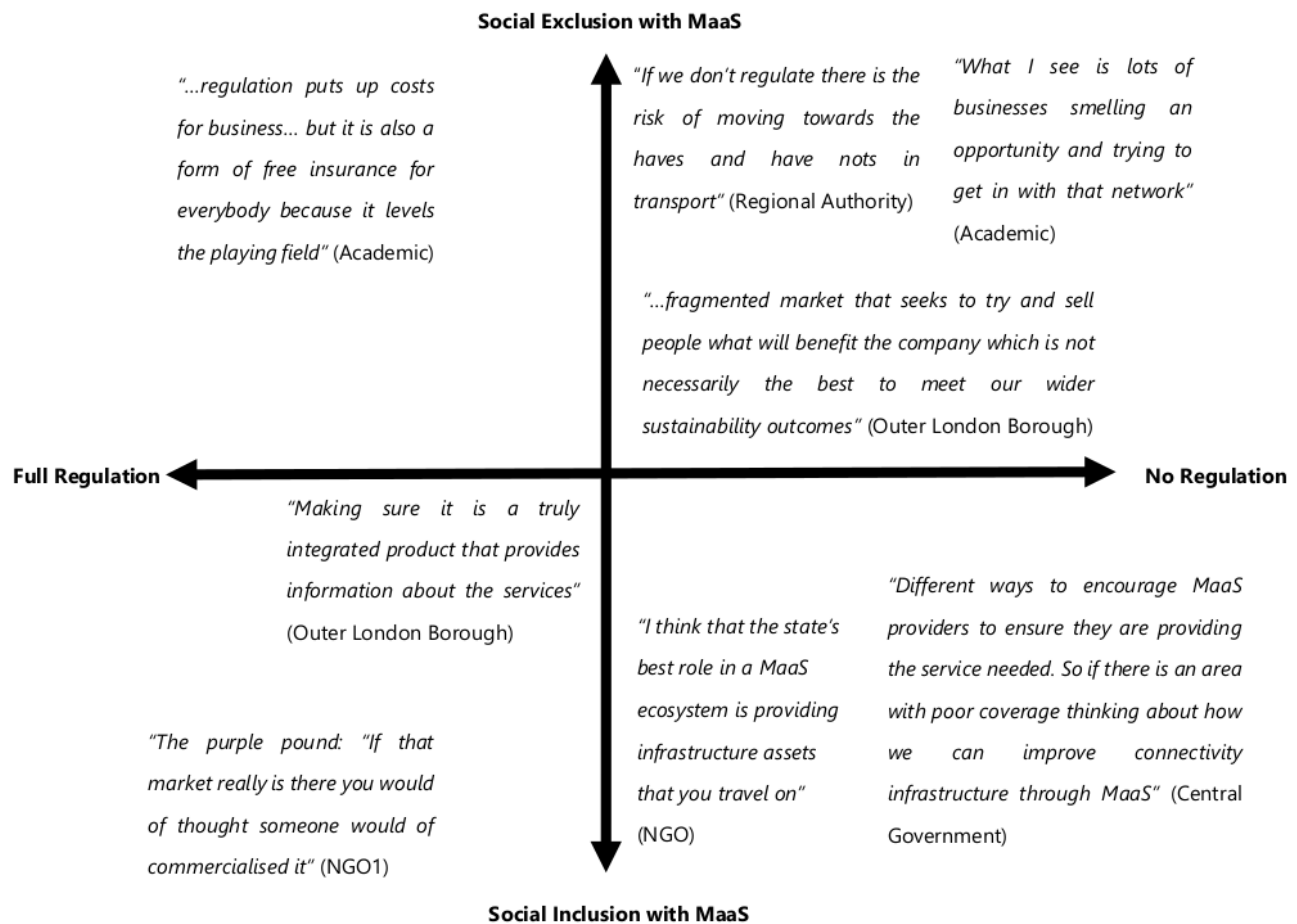 Social Exclusion with MaaS
“…regulation puts up costs
for business… but it is also a
form of free insurance for
everybody because it levels
the playing field” (Academic)
“If we don’t regulate there is the
risk of moving towards the
haves and have nots in
transport” (Regional Authority)
“What I see is lots of
businesses smelling an
opportunity and trying to
get in with that network”
(Academic)
“…fragmented market that seeks to try and sell
people what will benefit the company which is not
necessarily the best to meet our wider
sustainability outcomes” (Outer London Borough)
Full Regulation
No Regulation
“Making sure it is a truly
integrated product that provides
information about the services”
(Outer London Borough)
“The purple pound: “If that
market really is there you would
of thought someone would of
commercialised it” (NGO1)
“I think that the state’s
best role in a MaaS
ecosystem is providing
infrastructure assets
that you travel on”
(NGO)
“Different ways to encourage MaaS
providers to ensure they are providing
the service needed. So if there is an area
with poor coverage thinking about how
we can improve connectivity
infrastructure through MaaS” (Central
Government)
Social Inclusion with MaaS